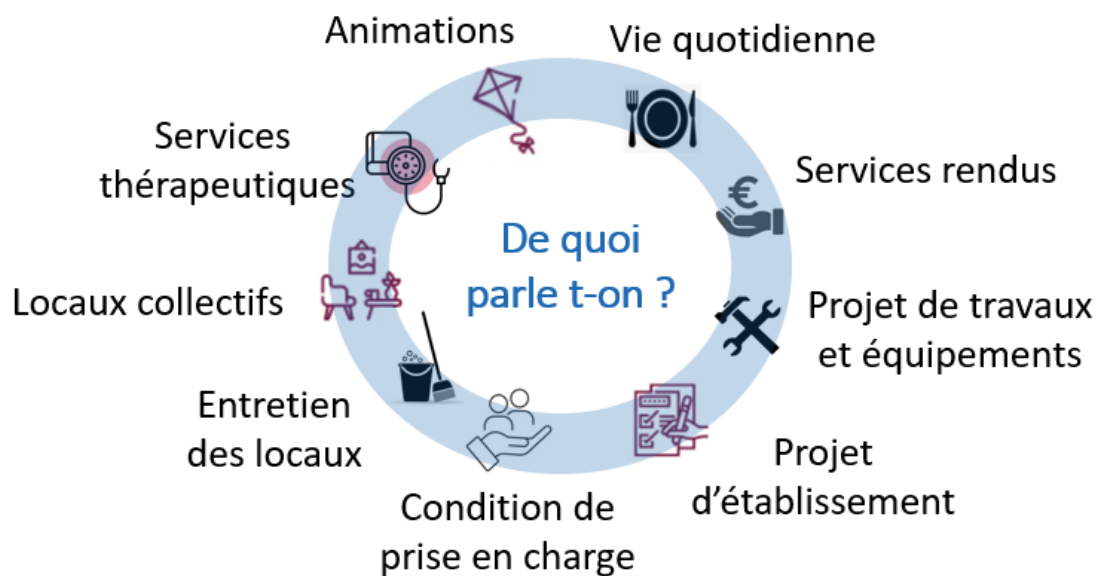 Animations
Vie quotidienne
Services
thérapeutiques
Services rendus
€
De quoi
parle t-on ?
Locaux collectifs
Projet de travaux
et équipements
Entretien
des locaux
Projet
d'établissement
Condition de
prise en charge